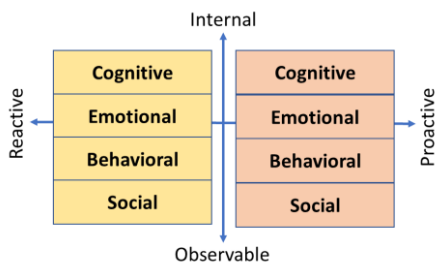 Internal
Reactive
Cognitive
Emotional
Behavioral
Social
Cognitive
Emotional
Behavioral
Social
Proactive
Observable